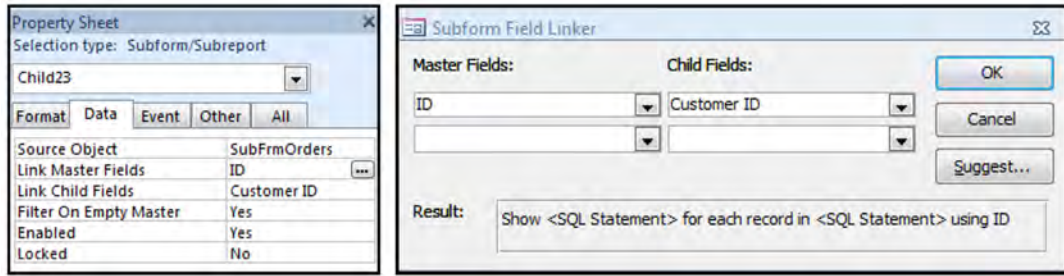 Property Sheet
Selection type: Subform/Subreport
Child23
Format Data Event Other All
Source Object SubFrmOrders
Link Master Fields ID ...
Link Child Fields Customer ID
Filter On Empty Master Yes
Enabled Yes
Locked No
Subform Field Linker
Master Fields: Child Fields:
ID Customer ID
OK
Cancel
Suggest...
Result: Show <SQL Statement> for each record in <SQL Statement> using ID